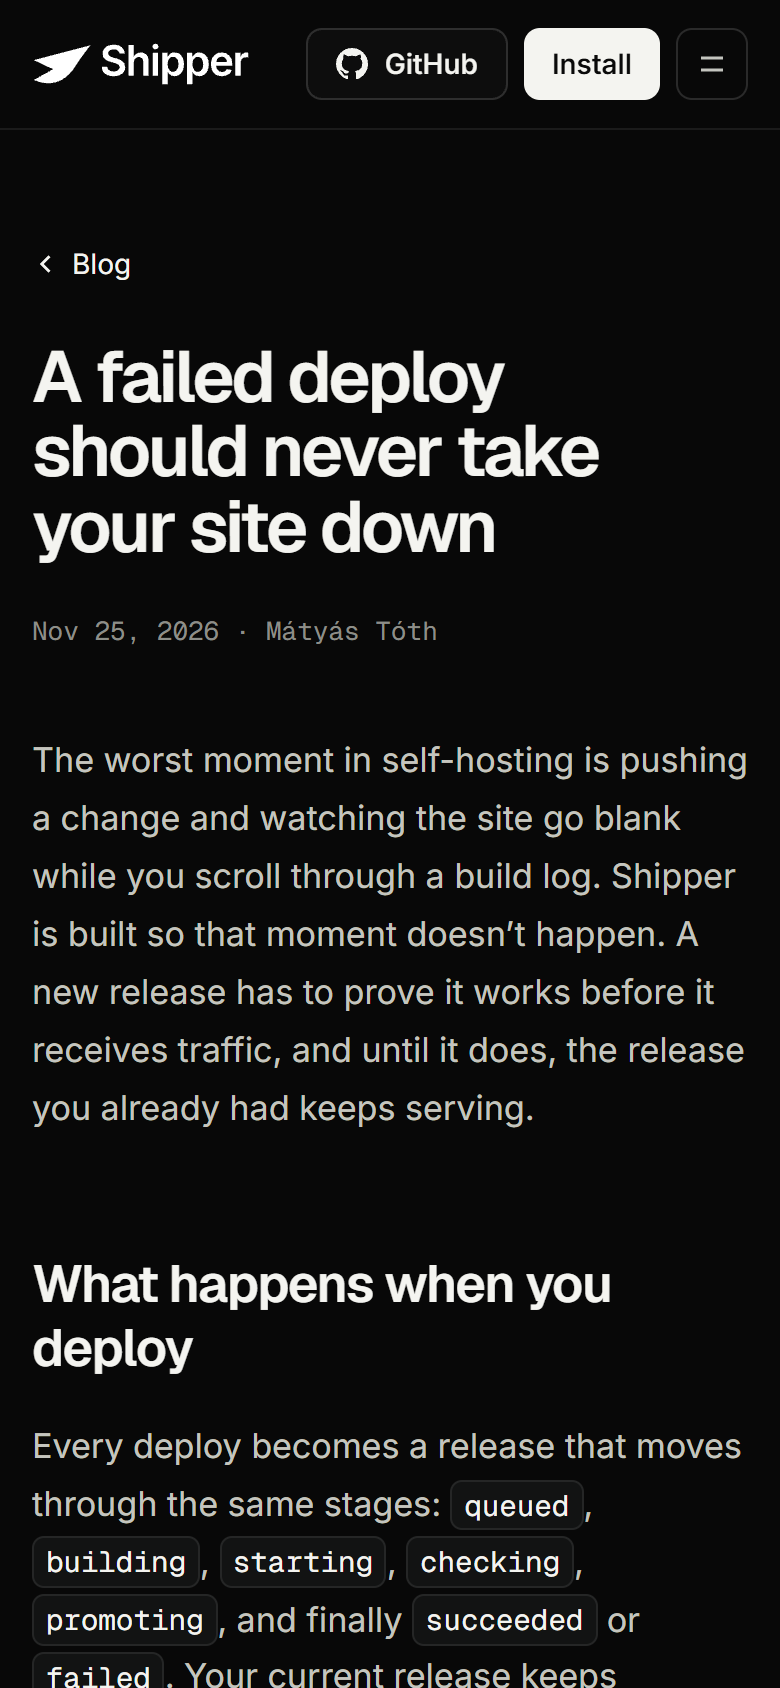 Shipper
GitHub
Install
Blog
A failed deploy
should never take
your site down
Nov 25, 2026 · Mátyás Tóth
The worst moment in self-hosting is pushing
a change and watching the site go blank
while you scroll through a build log. Shipper
is built so that moment doesn’t happen. A
new release has to prove it works before it
receives traffic, and until it does, the release
you already had keeps serving.
What happens when you
deploy
Every deploy becomes a release that moves
through the same stages: queued,
building, starting, checking,
promoting, and finally succeeded or
failed. Your current release keeps